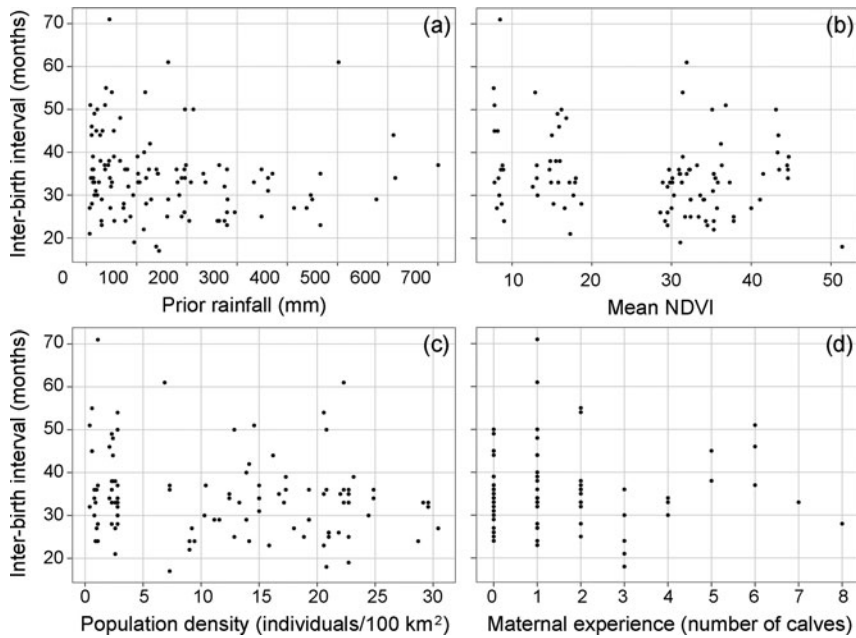 (a)
Inter-birth interval (months)
70
60
50
40
30
20
0 100 200 300 400 500 600 700
Prior rainfall (mm)
(b)
10 20 30 40 50
Mean NDVI
(c)
Inter-birth interval (months)
70
60
50
40
30
20
0 5 10 15 20 25 30
Population density (individuals/100 km²)
(d)
0 1 2 3 4 5 6 7 8
Maternal experience (number of calves)